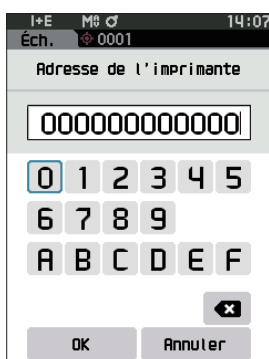 I+E M8 14:07
Éch. 0001
Adresse de l'imprimante
000000000000
0 1 2 3 4 5
6 7 8 9
A B C D E F
OK Annuler